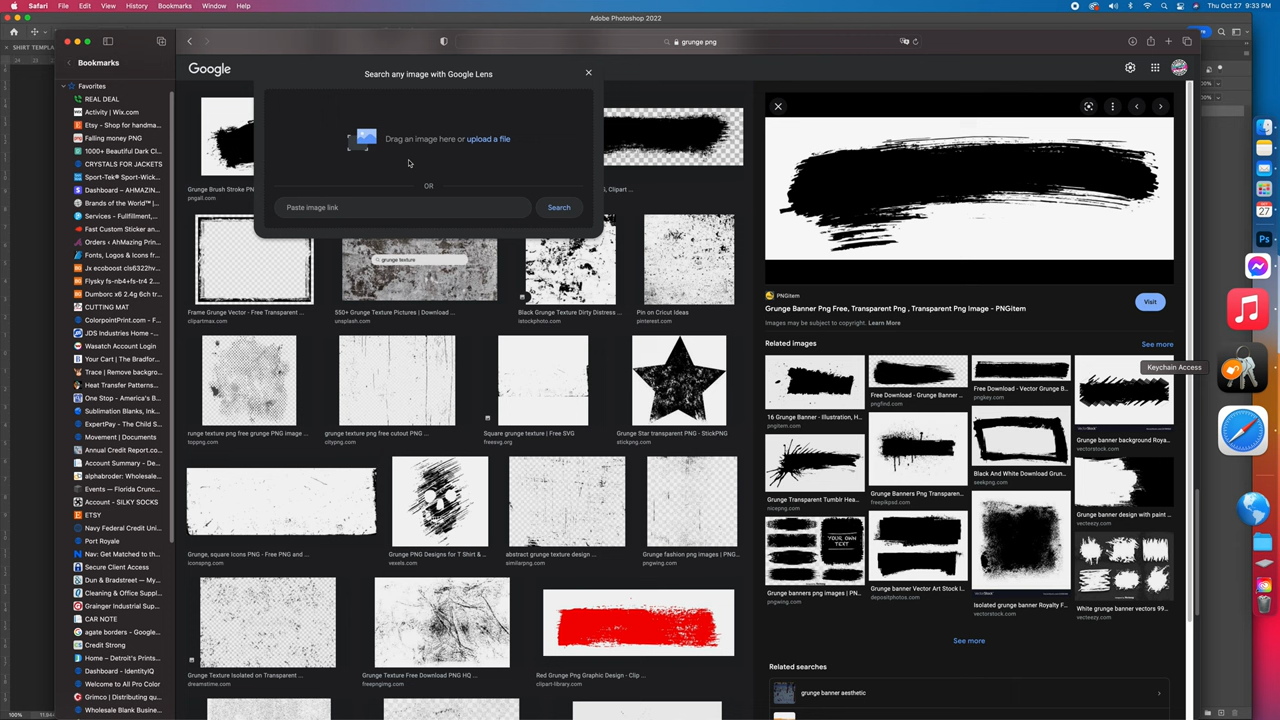 Safari File Edit View History Bookmarks Window Help
Thu Oct 27 9:33 PM
Adobe Photoshop 2022
SHIRT TEMPLA
Bookmarks
grunge png
Favorites
REAL DEAL
Activity | Wix.com
Etsy - Shop for handma...
Falling money PNG
1000+ Beautiful Dark Cl...
CRYSTALS FOR JACKETS
Sport-Tek® Sport-Wick...
Dashboard – AHMAZIN...
Brands of the World™ |...
Services - Fullfillment,...
Fast Custom Sticker an...
Orders ‹ AhMazing Prin...
Fonts, Logos & Icons fr...
Jx ecoboost cls6322hv...
Flysky fs-nb4+fs-tr4 2....
Dumborc x6 2.4g 6ch tr...
CUTTING MAT
ColorpointPrint.com - F...
JDS Industries Home -...
Wasatch Account Login
Your Cart | The Bradfor...
Trace | Remove backgro...
Heat Transfer Patterns...
One Stop - America's B...
Sublimation Blanks, Ink...
ExpertPay - The Child S...
Movement | Documents
Annual Credit Report.co...
Account Summary - De...
alphabroder: Wholesale...
Events — Florida Crunc...
Account - SILKY SOCKS
ETSY
Navy Federal Credit Uni...
Port Royale
Nav: Get Matched to th...
Secure Client Access
Dun & Bradstreet — My...
Cleaning & Office Suppl...
Grainger Industrial Sup...
CAR NOTE
agate borders - Google...
Credit Strong
Home – Detroit's Prints...
Dashboard - IdentityIQ
Welcome to All Pro Color
Grimco | Distributing qu...
Wholesale Blank Busine...
Google
Search any image with Google Lens
Drag an image here or upload a file
OR
Paste image link
Search
Grunge Brush Stroke PN
pngall.com
G, Clipart ...
Frame Grunge Vector - Free Transparent ...
clipartmax.com
grunge texture
550+ Grunge Texture Pictures | Download ...
unsplash.com
Black Grunge Texture Dirty Distress ...
istockphoto.com
Pin on Cricut Ideas
pinterest.com
runge texture png free grunge PNG image ...
toppng.com
grunge texture png free cutout PNG ...
citypng.com
Square grunge texture | Free SVG
freesvg.org
Grunge Star transparent PNG - StickPNG
stickpng.com
Grunge, square Icons PNG - Free PNG and ...
iconspng.com
Grunge PNG Designs for T Shirt & ...
vexels.com
abstract grunge texture design ...
similarpng.com
Grunge fashion png images | PNG...
pngwing.com
Grunge Texture Isolated on Transparent ...
dreamstime.com
Grunge Texture Free Download PNG HQ ...
freepngimg.com
Red Grunge Png Graphic Design - Clip ...
clipart-library.com
PNGitem
Grunge Banner Png Free, Transparent Png , Transparent Png Image - PNGitem
Images may be subject to copyright. Learn More
Visit
Related images
See more
16 Grunge Banner - Illustration, H...
pngitem.com
Free Download - Grunge Banner ...
pngfind.com
Free Download - Vector Grunge B...
pngkey.com
Grunge banner background Roya...
vectorstock.com
Grunge Transparent Tumblr Hea...
nicepng.com
Grunge Banners Png Transparen...
freepikpsd.com
Black And White Download Grun...
seekpng.com
Grunge banner design with paint ...
vecteezy.com
YOUR OWN
TEXT
Grunge banners png images | PN...
pngwing.com
Grunge banner Vector Art Stock I...
depositphotos.com
Isolated grunge banner Royalty F...
vectorstock.com
White grunge banner vectors 99...
vecteezy.com
See more
Related searches
grunge banner aesthetic
Keychain Access
OCT
27
Ps
100%